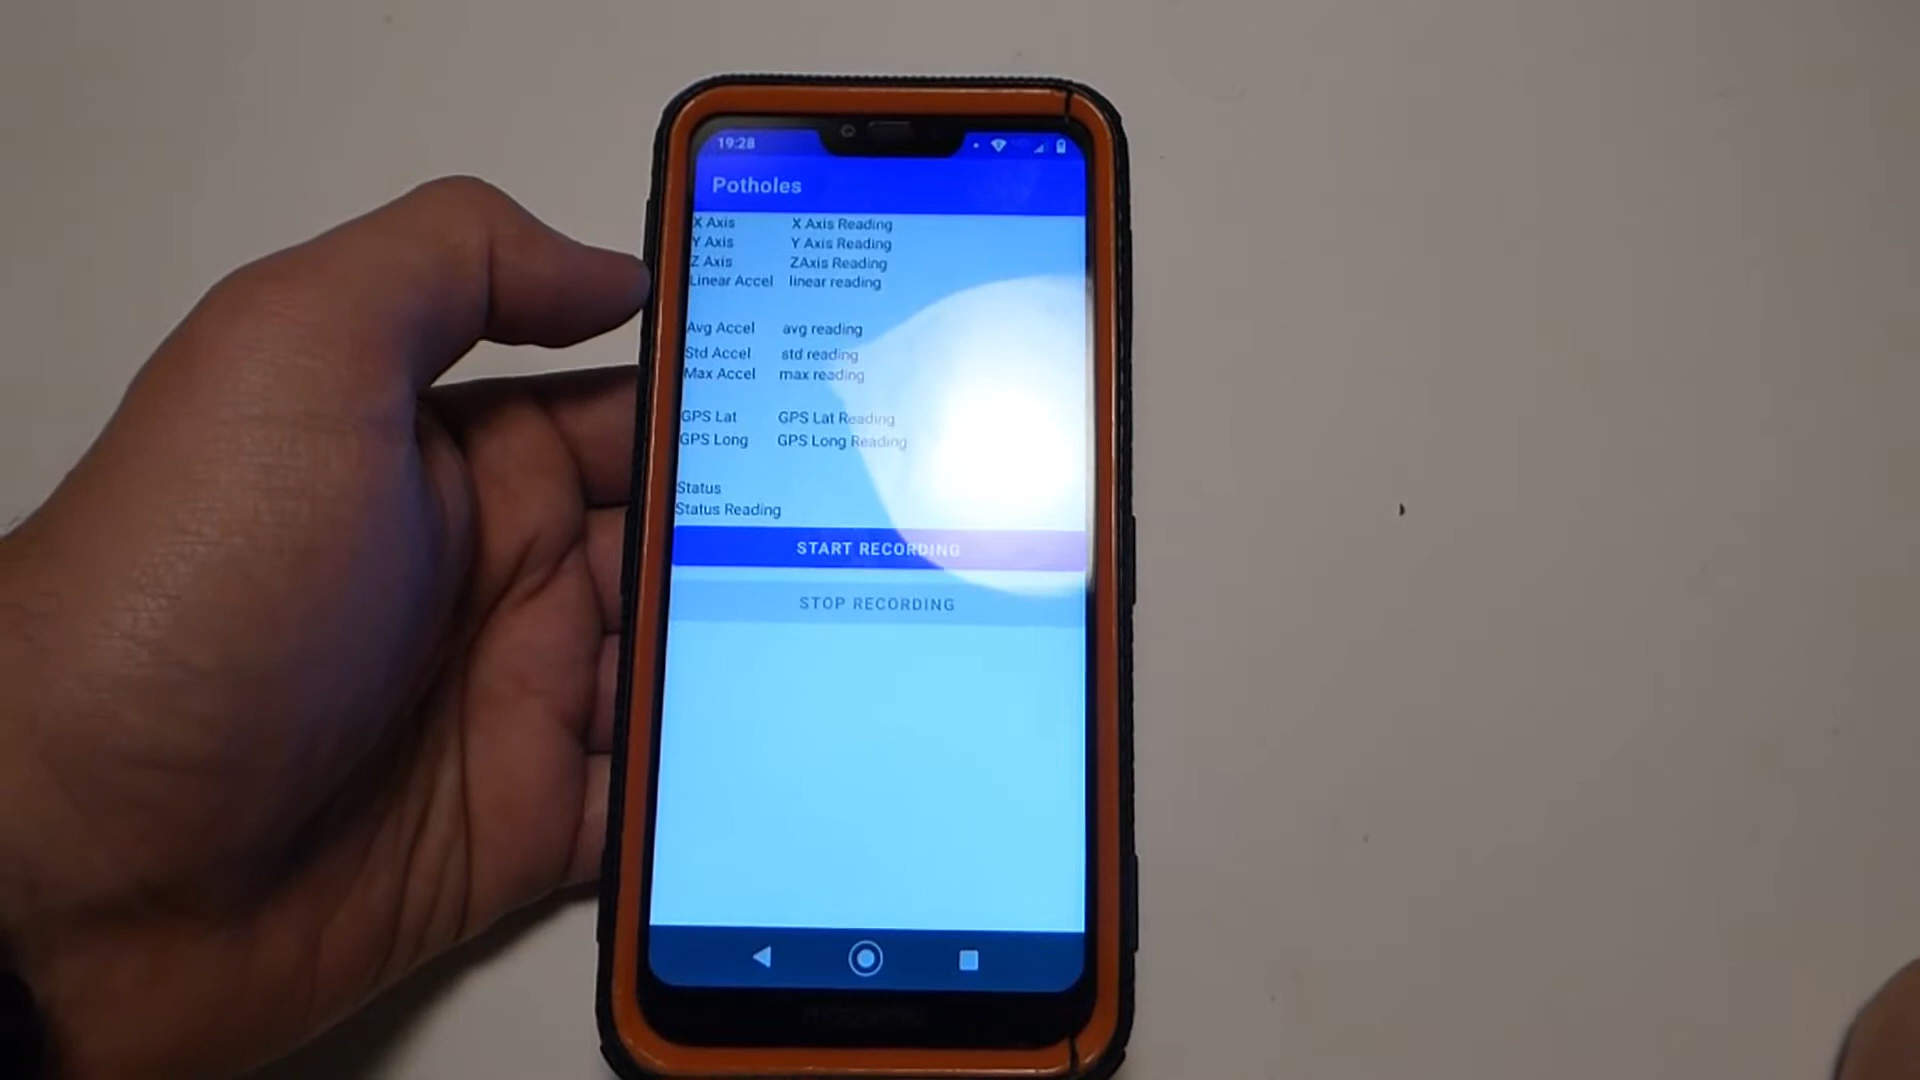 19:28
Potholes
X Axis X Axis Reading
Y Axis Y Axis Reading
Z Axis ZAxis Reading
Linear Accel linear reading
Avg Accel avg reading
Std Accel std reading
Max Accel max reading
GPS Lat GPS Lat Reading
GPS Long GPS Long Reading
Status
Status Reading
START RECORDING
STOP RECORDING